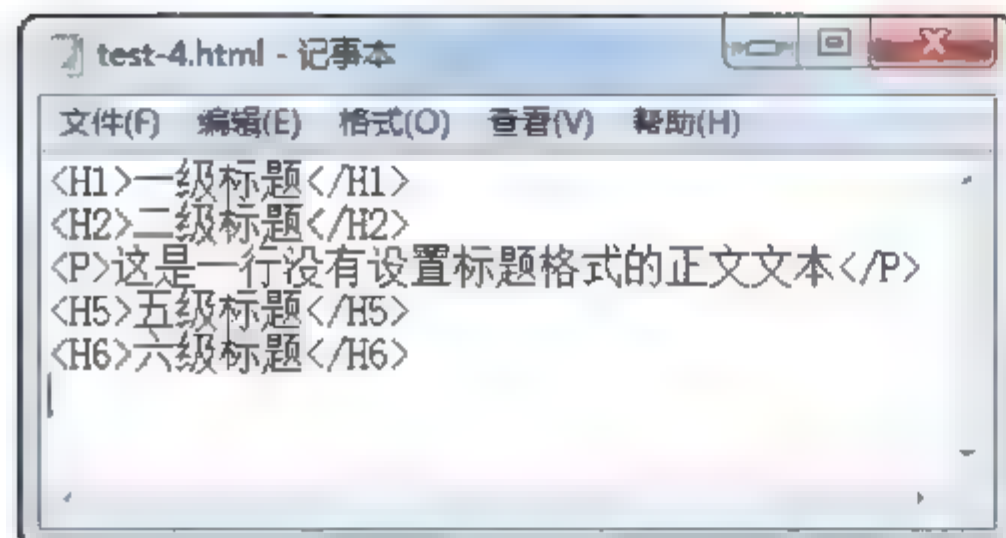 test-4.html - 记事本
文件(F) 编辑(E) 格式(O) 查看(V) 帮助(H)
<H1>一级标题</H1>
<H2>二级标题</H2>
<P>这是一行没有设置标题格式的正文文本</P>
<H5>五级标题</H5>
<H6>六级标题</H6>